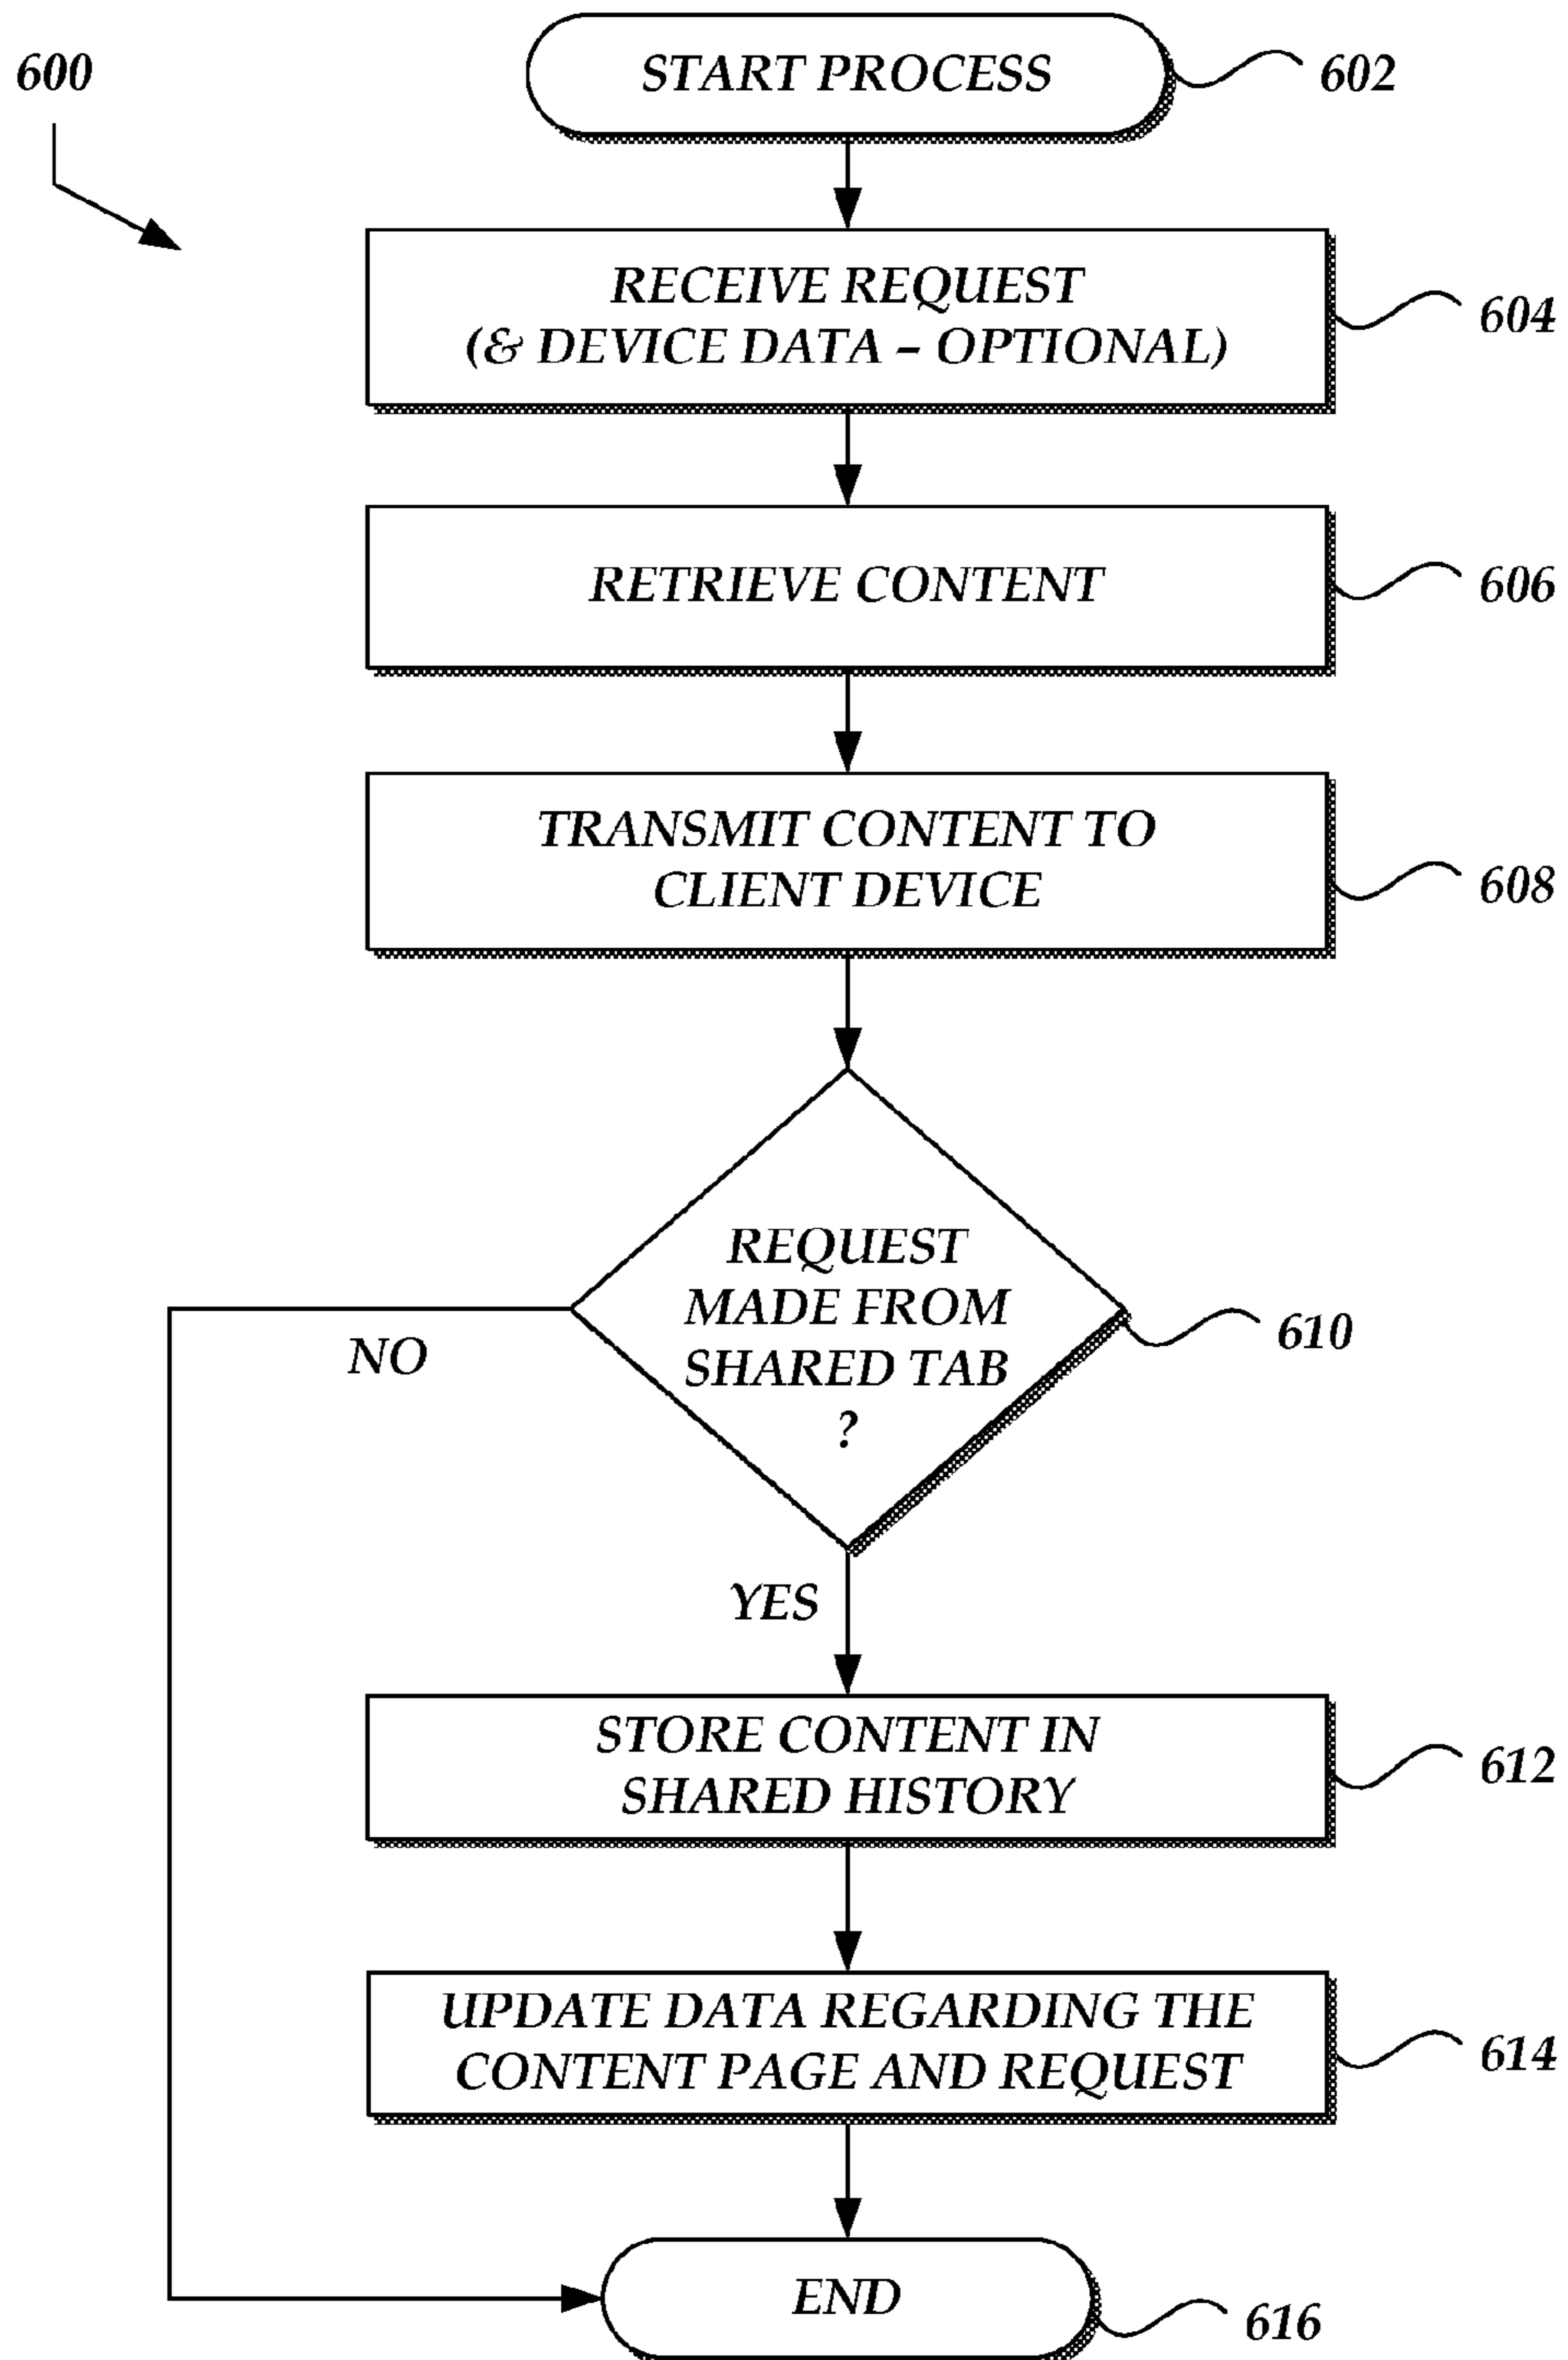 600
START PROCESS
602
RECEIVE REQUEST
(& DEVICE DATA – OPTIONAL)
604
RETRIEVE CONTENT
606
TRANSMIT CONTENT TO
CLIENT DEVICE
608
REQUEST
MADE FROM
SHARED TAB
?
610
NO
YES
STORE CONTENT IN
SHARED HISTORY
612
UPDATE DATA REGARDING THE
CONTENT PAGE AND REQUEST
614
END
616